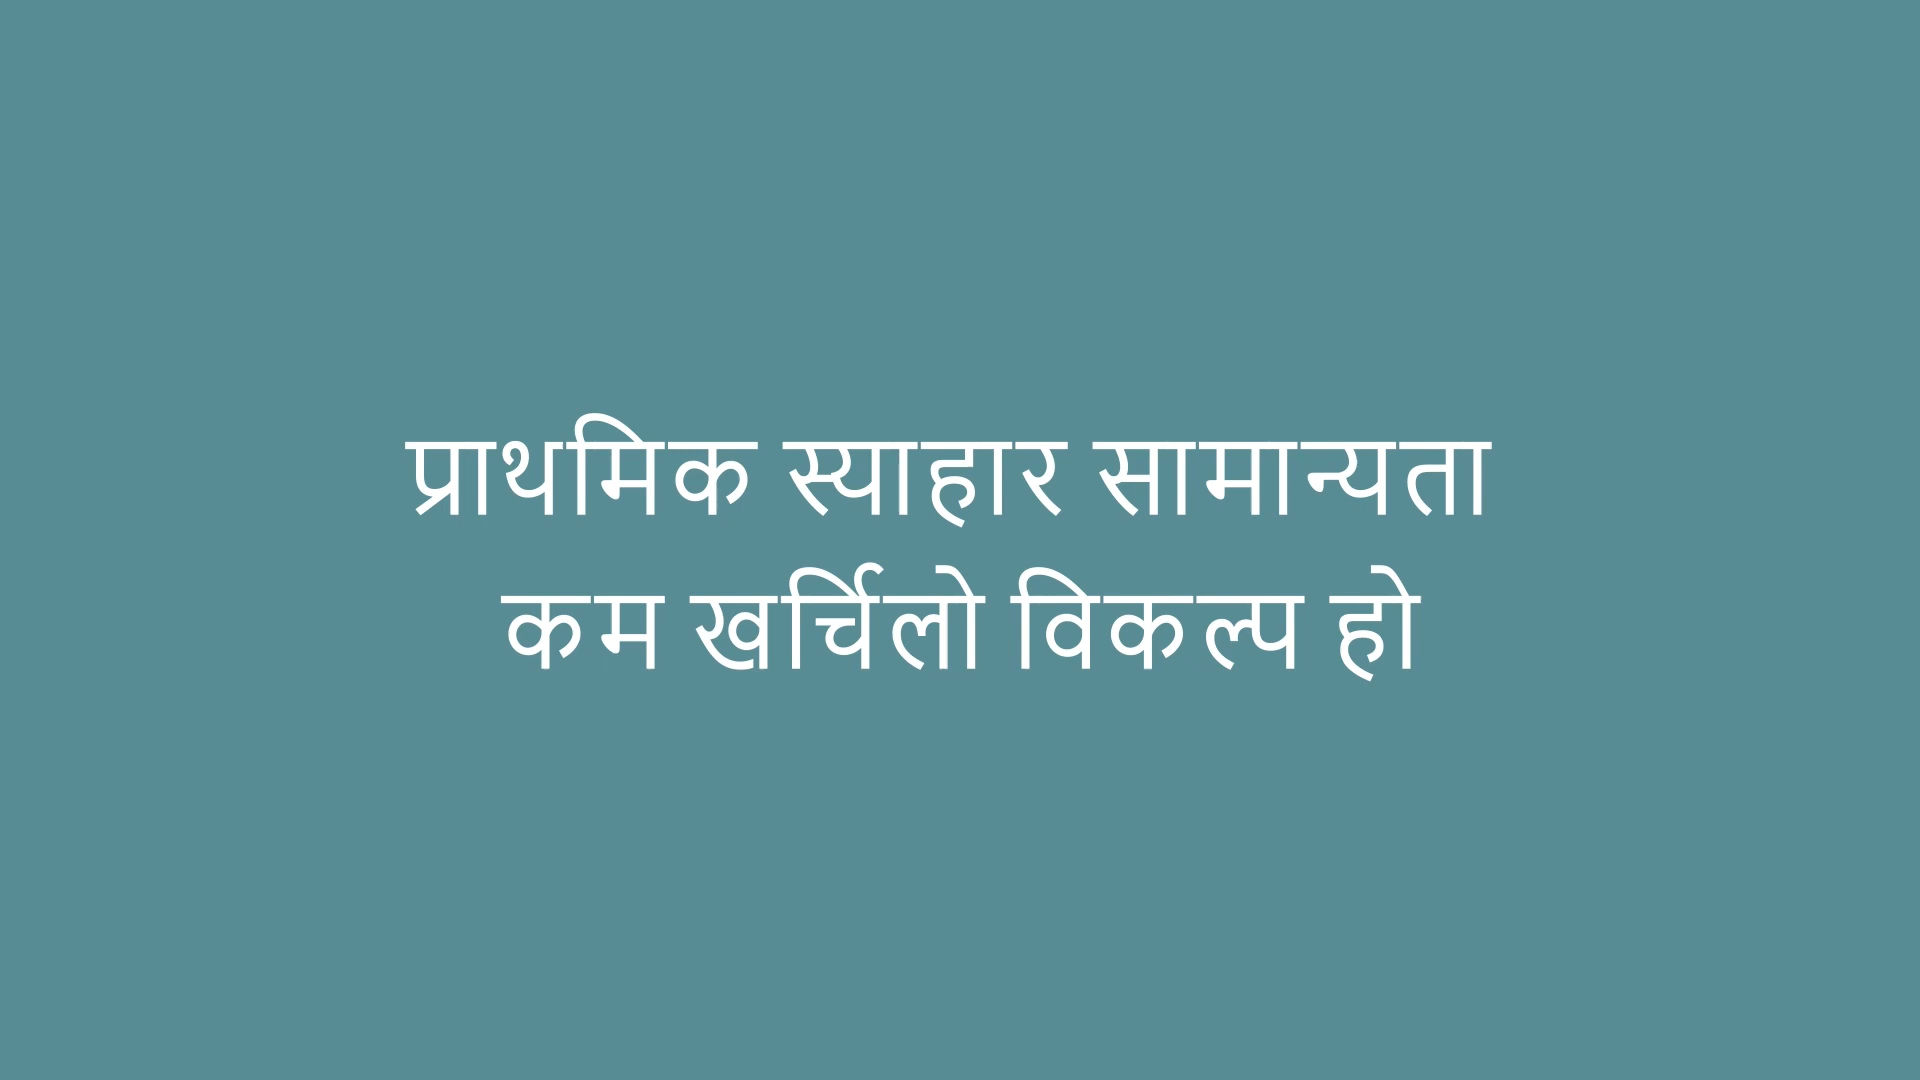 प्राथमिक स्याहार सामान्यता
कम खर्चिलो विकल्प हो